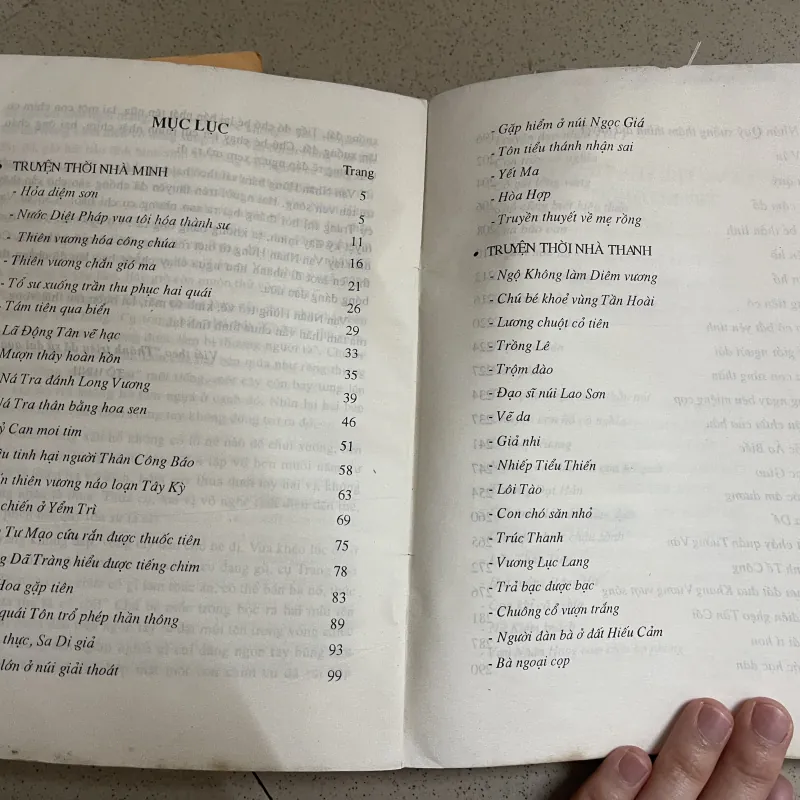 MỤC LỤC
• TRUYỆN THỜI NHÀ MINH Trang
- Hỏa diệm sơn 5
- Nước Diệt Pháp vua tôi hóa thành sư 5
- Thiên vương hóa công chúa 11
- Thiên vương chắn gió ma 16
- Tổ sư xuống trần thu phục hai quái 21
- Tám tiên qua biển 26
Lã Động Tân vẽ hạc 29
Mượn thây hoàn hồn 33
Ná Tra đánh Long Vương 35
Ná Tra thân bằng hoa sen 39
Can moi tim 46
tinh hại người Thân Công Báo 51
thiên vương náo loạn Tây Kỳ 58
chiến ở Yểm Trì 63
Tư Mạo cứu rắn được thuốc tiên 69
Dã Tràng hiểu được tiếng chim 75
Hoa gặp tiên 78
quái Tôn trổ phép thần thông 83
thực, Sa Di giả 89
lớn ở núi giải thoát 93
99
- Gặp hiểm ở núi Ngọc Giá
- Tôn tiểu thánh nhận sai
- Yết Ma
- Hòa Hợp
- Truyền thuyết về mẹ rồng
• TRUYỆN THỜI NHÀ THANH
- Ngộ Không làm Diêm vương
- Chú bé khoẻ vùng Tần Hoài
- Lương chuột cỏ tiên
- Trồng Lê
- Trộm đào
- Đạo sĩ núi Lao Sơn
- Vẽ da
- Giả nhi
- Nhiếp Tiểu Thiến
- Lôi Tào
- Con chó săn nhỏ
- Trúc Thanh
- Vương Lục Lang
- Trả bạc được bạc
- Chuông cổ vượn trắng
- Người đàn bà ở đất Hiếu Cảm
- Bà ngoại cọp